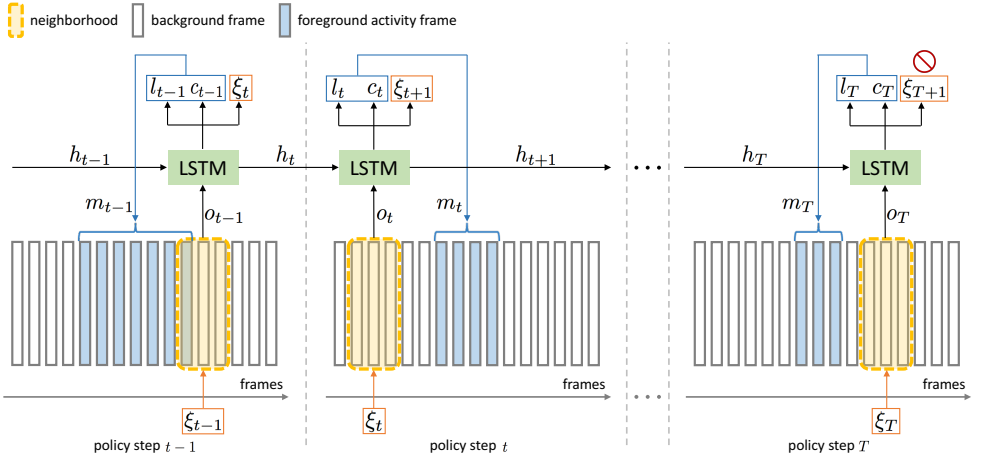 neighborhood background frame foreground activity frame
l_{t−1} c_{t−1} ξ_t l_t c_t ξ_{t+1} l_T c_T ξ_{T+1}
h_{t−1} LSTM h_t LSTM h_{t+1} ··· h_T LSTM
m_{t−1} o_{t−1} o_t m_t m_T o_T
frames frames frames
ξ_{t−1} ξ_t ··· ξ_T
policy step t − 1 policy step t policy step T